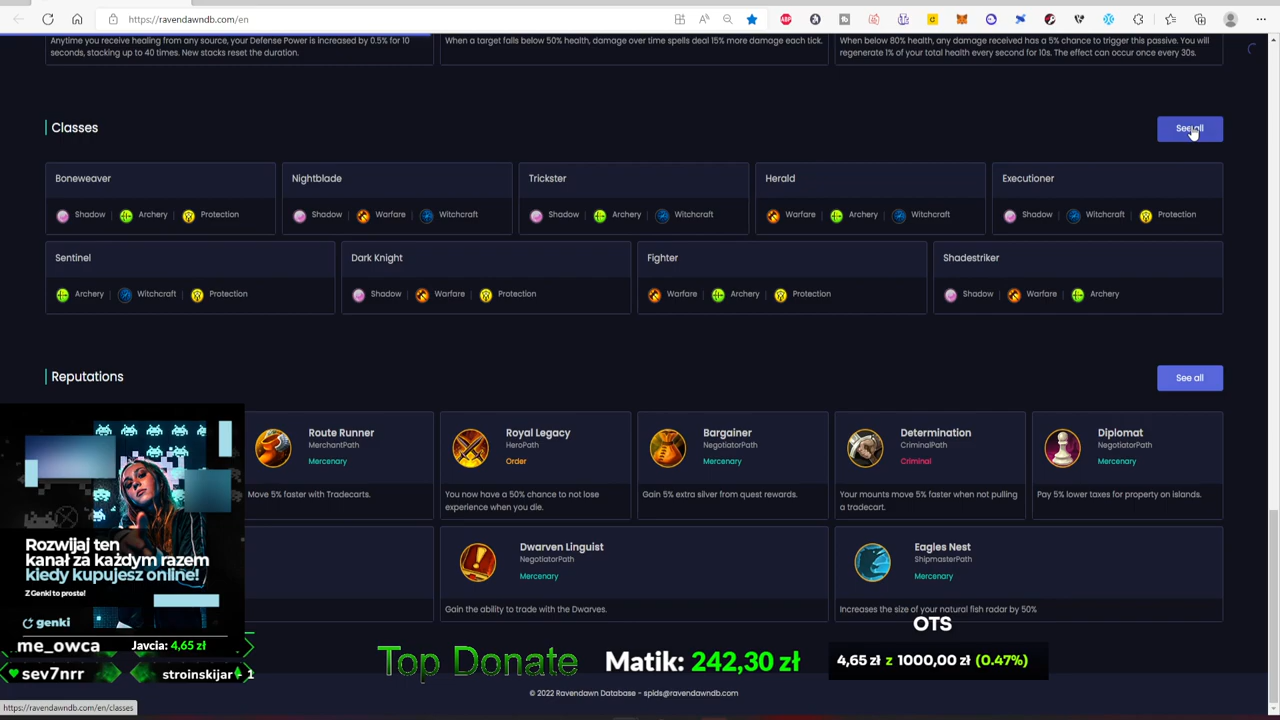 https://ravendawndb.com/en
Anytime you receive healing from any source, your Defense Power is increased by 0.5% for 10
seconds, stacking up to 40 times. New stacks reset the duration.
When a target falls below 50% health, damage over time spells deal 15% more damage each tick.
When below 80% health, any damage received has a 5% chance to trigger this passive. You will
regenerate 1% of your total health every second for 10s. The effect can occur once every 30s.
Classes
See all
Boneweaver
Shadow | Archery | Protection
Nightblade
Shadow | Warfare | Witchcraft
Trickster
Shadow | Archery | Witchcraft
Herald
Warfare | Archery | Witchcraft
Executioner
Shadow | Witchcraft | Protection
Sentinel
Archery | Witchcraft | Protection
Dark Knight
Shadow | Warfare | Protection
Fighter
Warfare | Archery | Protection
Shadestriker
Shadow | Warfare | Archery
Reputations
See all
Route Runner
MerchantPath
Mercenary
Move 5% faster with Tradecarts.
Royal Legacy
HeroPath
Order
You now have a 50% chance to not lose
experience when you die.
Bargainer
NegotiatorPath
Mercenary
Gain 5% extra silver from quest rewards.
Determination
CriminalPath
Criminal
Your mounts move 5% faster when not pulling
a tradecart.
Diplomat
NegotiatorPath
Mercenary
Pay 5% lower taxes for property on islands.
Dwarven Linguist
NegotiatorPath
Mercenary
Gain the ability to trade with the Dwarves.
Eagles Nest
ShipmasterPath
Mercenary
Increases the size of your natural fish radar by 50%
Rozwijaj ten
kanał za każdym razem
kiedy kupujesz online!
Z Genki to proste!
genki
me_owca
Javcia: 4,65 zł
sev7nrr
stroinskijar - 1
Top Donate
Matik: 242,30 zł
OTS
4,65 zł z 1000,00 zł (0.47%)
© 2022 Ravendawn Database - spids@ravendawndb.com
https://ravendawndb.com/en/classes